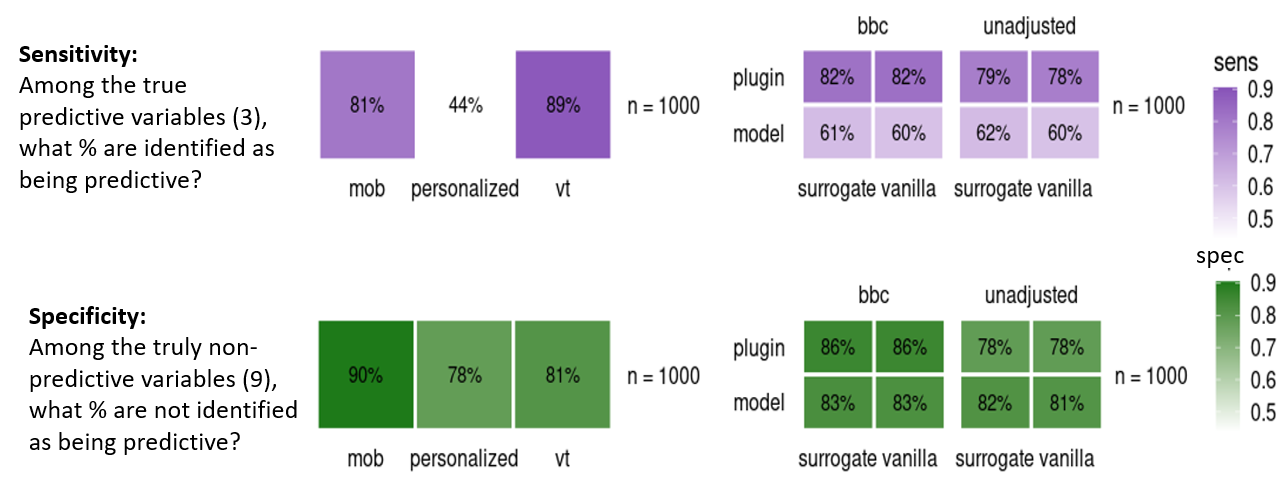 Sensitivity:
Among the true
predictive variables (3),
what % are identified as
being predictive?
81%
44%
89%
n = 1000
mob
personalized
vt
bbc
unadjusted
plugin
82%
82%
79%
78%
model
61%
60%
62%
60%
n = 1000
surrogate vanilla
surrogate vanilla
sens
0.9
0.8
0.7
0.6
0.5
Specificity:
Among the truly non-
predictive variables (9),
what % are not identified
as being predictive?
90%
78%
81%
n = 1000
mob
personalized
vt
bbc
unadjusted
plugin
86%
86%
78%
78%
model
83%
83%
82%
81%
n = 1000
surrogate vanilla
surrogate vanilla
spec
0.9
0.8
0.7
0.6
0.5